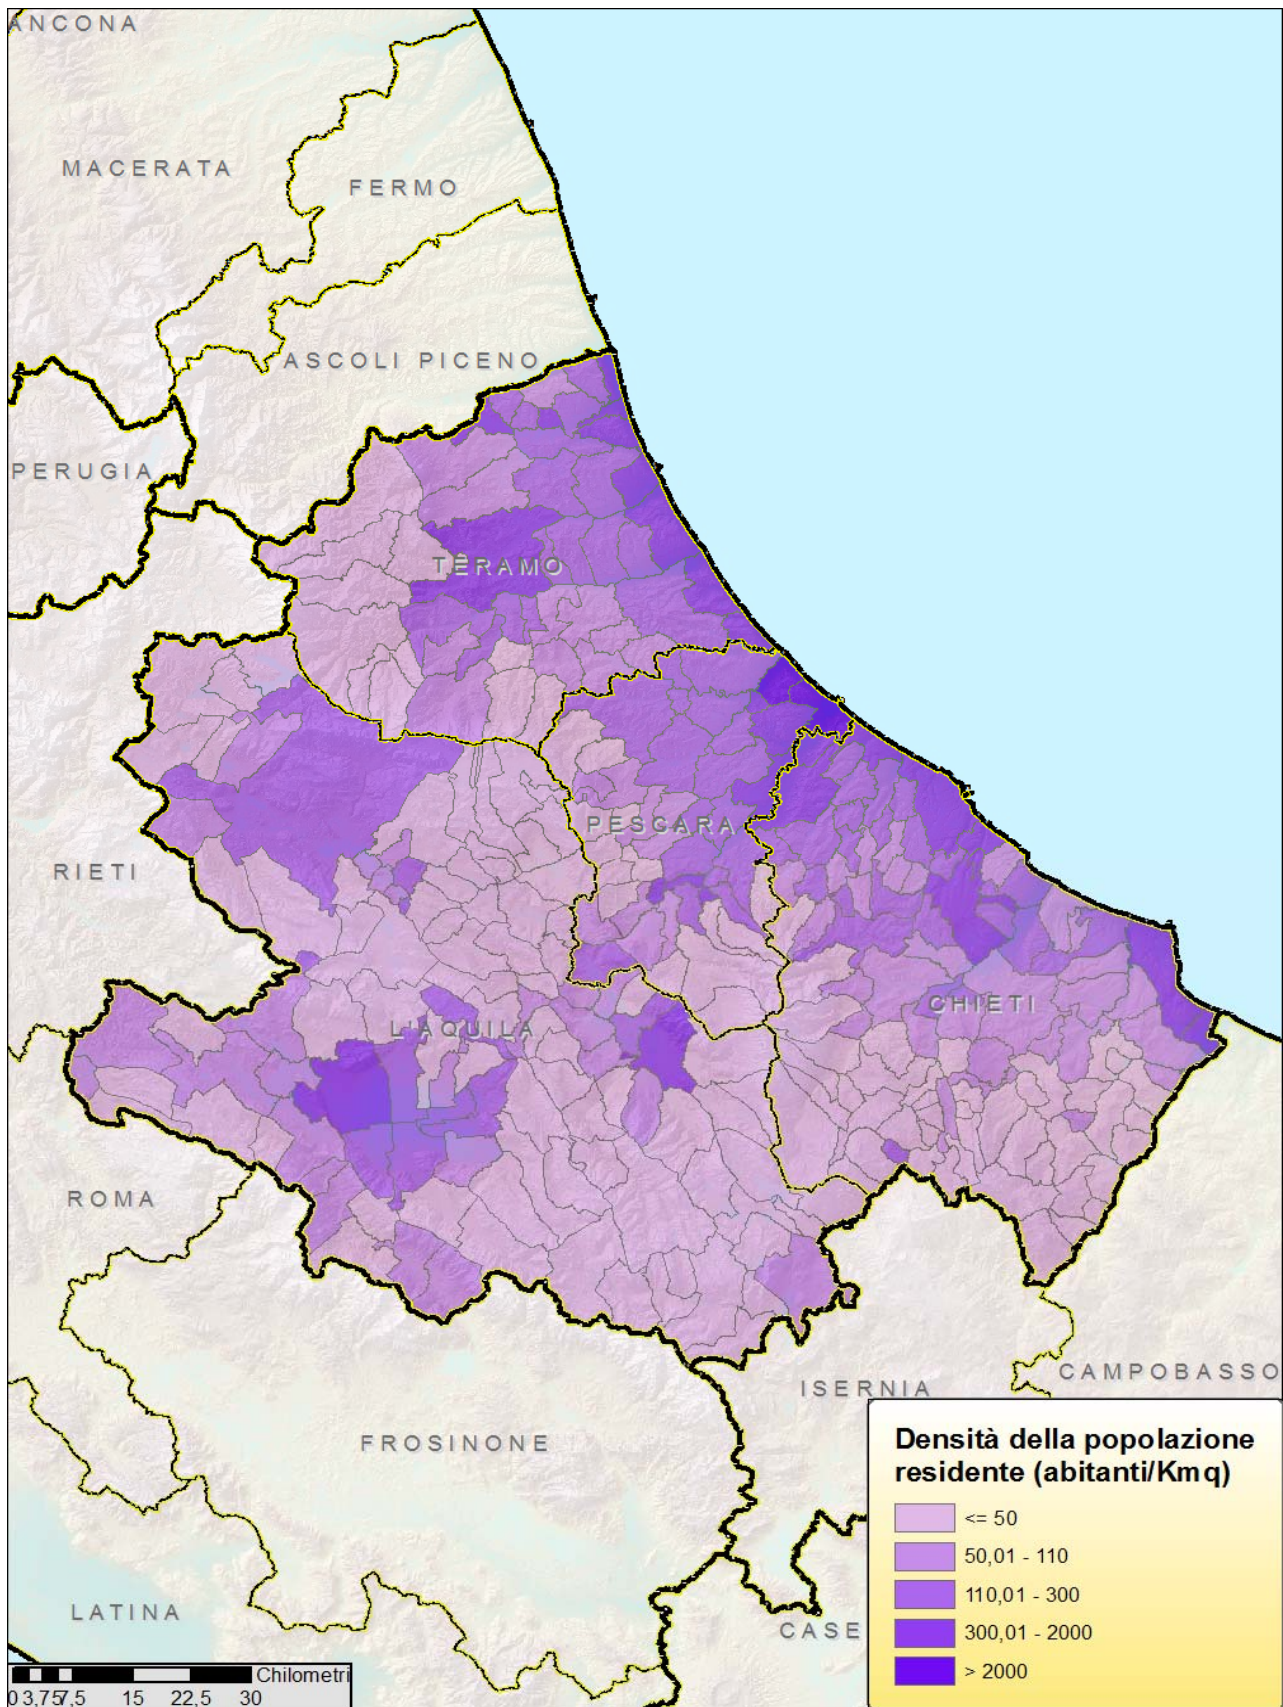 ANCONA
MACERATA
FERMO
ASCOLI PICENO
PERUGIA
TERAMO
PESCARA
RIETI
CHIETI
L'AQUILA
ROMA
CAMPOBASSO
ISERNIA
FROSINONE
LATINA
CASE
Densità della popolazione
residente (abitanti/Kmq)
<= 50
50,01 - 110
110,01 - 300
300,01 - 2000
> 2000
Chilometri
0 3,75 7,5 15 22,5 30